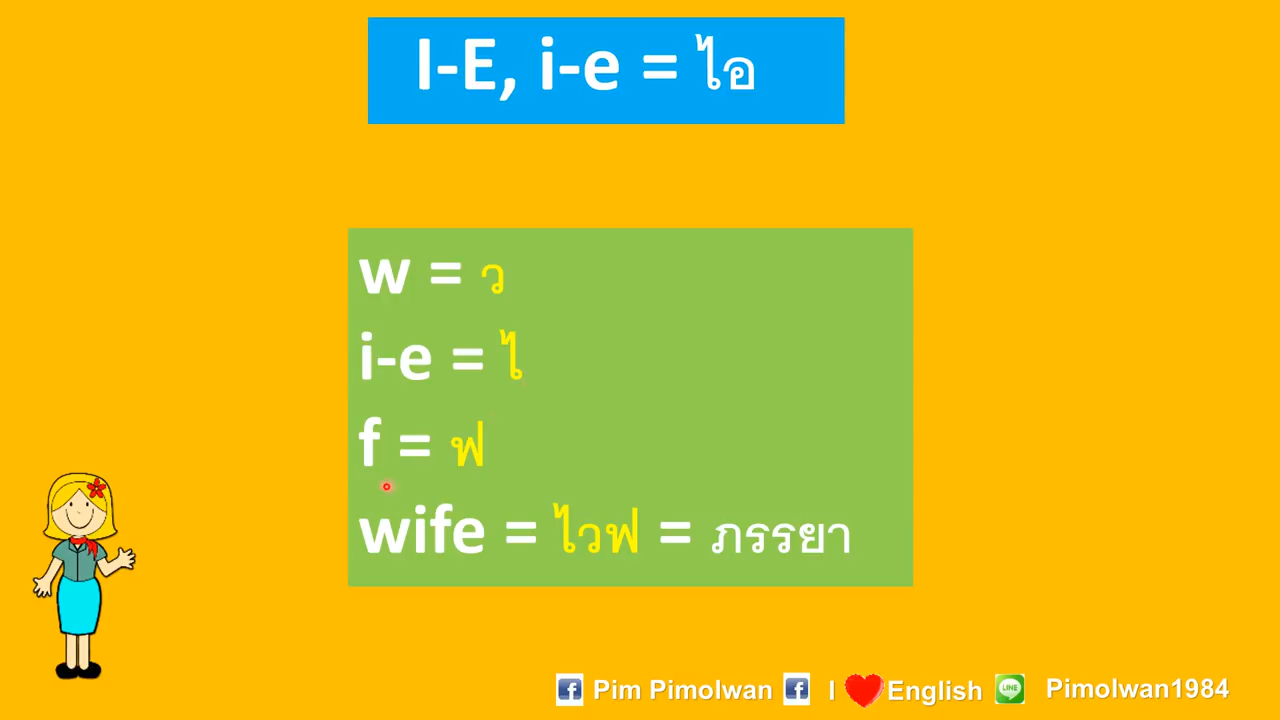 I-E, i-e = ไอ
w = ว
i-e = ไ
f = ฟ
wife = ไวฟ = ภรรยา
Pim Pimolwan I English Pimolwan1984